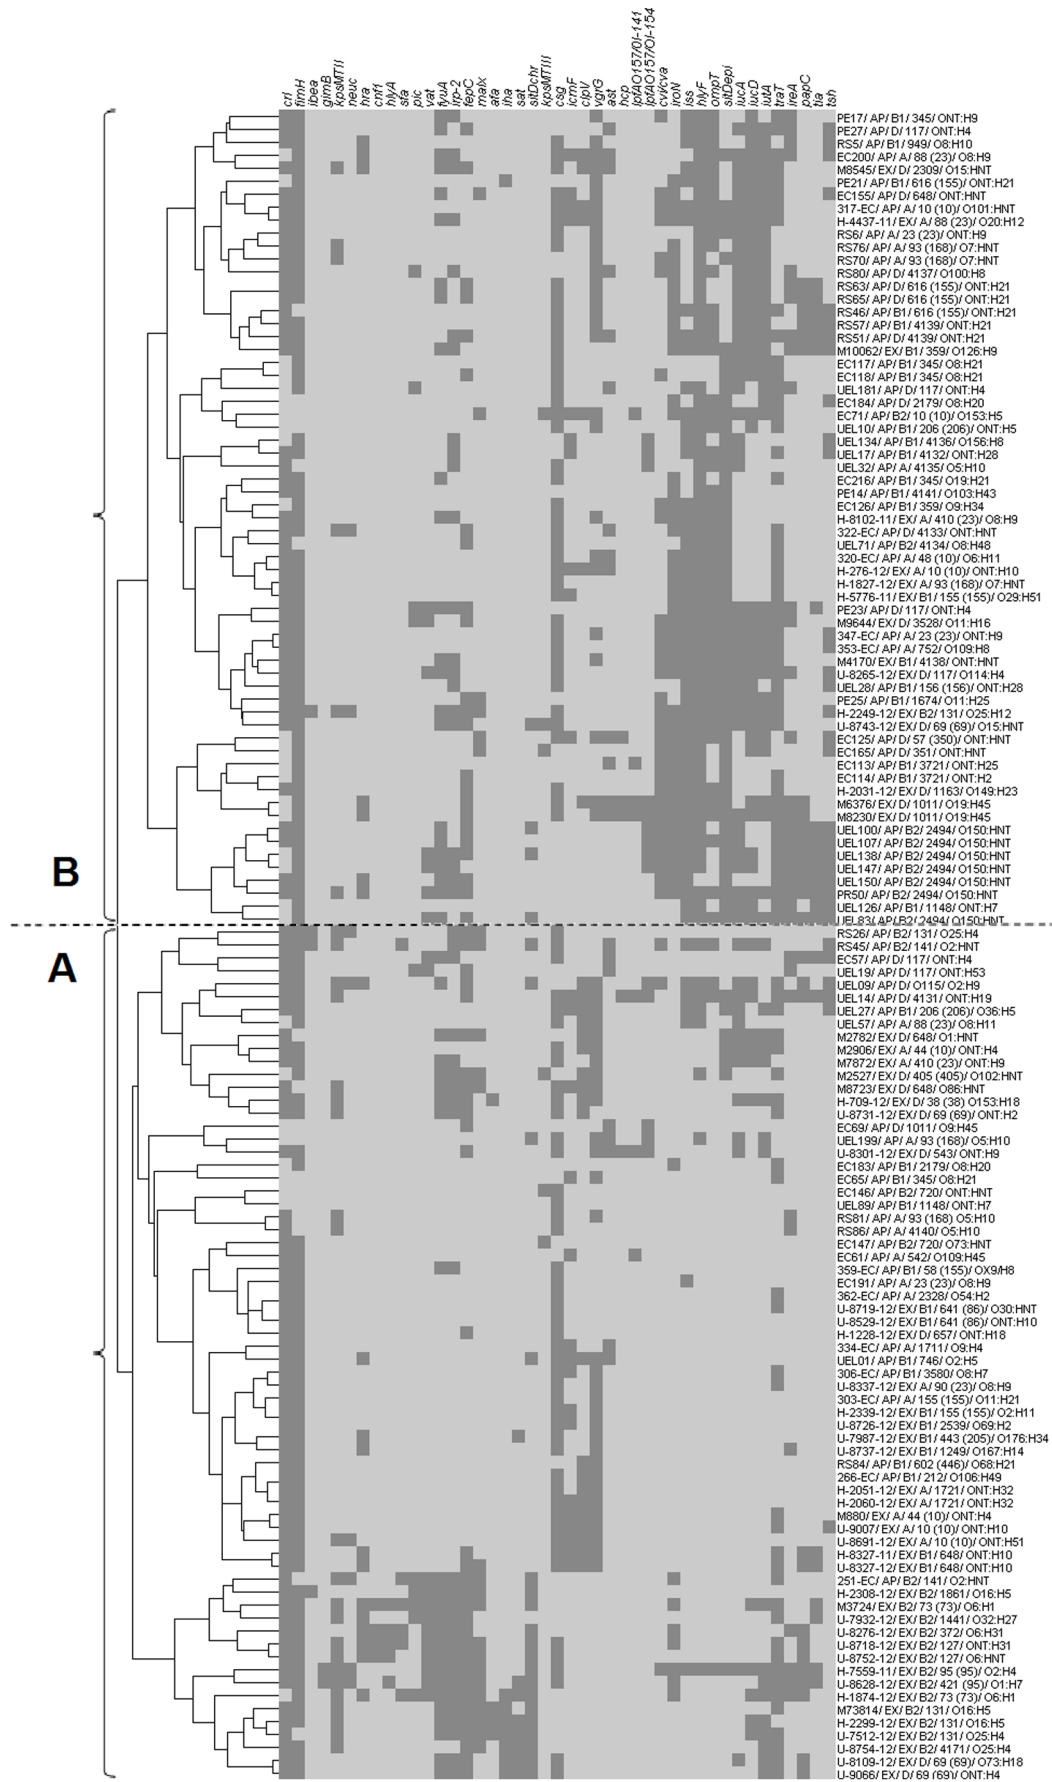 crl
fimH
ibea
gimB
kpsMTII
neuc
hra
cnf1
hlyA
sfa
pic
vat
fyuA
irp-2
fepC
malx
afa
iha
sat
sitDchr
kpsMTIII
csg
icmF
clpV
vgrG
ast
hcp
lpfAO157/OI-141
lpfAO157/OI-154
cvi/cva
iroN
iss
hlyF
ompT
sitDepi
iucA
iucD
iutA
traT
ireA
papC
tia
tsh
PE17/ AP/ B1/ 345/ ONT:H9
PE27/ AP/ D/ 117/ ONT:H4
RS5/ AP/ B1/ 949/ O8:H10
EC200/ AP/ A/ 88 (23)/ O8:H9
M8545/ EX/ D/ 2309/ O15:HNT
PE21/ AP/ B1/ 616 (155)/ ONT:H21
EC155/ AP/ D/ 648/ ONT:HNT
317-EC/ AP/ A/ 10 (10)/ O101:HNT
H-4437-11/ EX/ A/ 88 (23)/ O20:H12
RS6/ AP/ A/ 23 (23)/ ONT:H9
RS76/ AP/ A/ 93 (168)/ O7:HNT
RS70/ AP/ A/ 93 (168)/ O7:HNT
RS80/ AP/ D/ 4137/ O100:H8
RS63/ AP/ D/ 616 (155)/ ONT:H21
RS65/ AP/ D/ 616 (155)/ ONT:H21
RS46/ AP/ B1/ 616 (155)/ ONT:H21
RS57/ AP/ B1/ 4139/ ONT:H21
RS51/ AP/ D/ 4139/ ONT:H21
M10062/ EX/ B1/ 359/ O126:H9
EC117/ AP/ B1/ 345/ O8:H21
EC118/ AP/ B1/ 345/ O8:H21
UEL181/ AP/ D/ 117/ ONT:H4
EC184/ AP/ D/ 2179/ O8:H20
EC71/ AP/ B2/ 10 (10)/ O153:H5
UEL10/ AP/ B1/ 206 (206)/ ONT:H5
UEL134/ AP/ B1/ 4136/ O156:H8
UEL17/ AP/ B1/ 4132/ ONT:H28
UEL32/ AP/ A/ 4135/ O5:H10
EC216/ AP/ B1/ 345/ O19:H21
PE14/ AP/ B1/ 4141/ O103:H43
EC126/ AP/ B1/ 359/ O9:H34
H-8102-11/ EX/ A/ 410 (23)/ O8:H9
322-EC/ AP/ D/ 4133/ ONT:HNT
UEL71/ AP/ B2/ 4134/ O8:H48
320-EC/ AP/ A/ 48 (10)/ O6:H11
H-276-12/ EX/ A/ 10 (10)/ ONT:H10
H-1827-12/ EX/ A/ 93 (168)/ O7:HNT
H-5776-11/ EX/ B1/ 155 (155)/ O29:H51
PE23/ AP/ D/ 117/ ONT:H4
M9644/ EX/ D/ 3528/ O11:H16
347-EC/ AP/ A/ 23 (23)/ ONT:H9
353-EC/ AP/ A/ 752/ O109:H8
M4170/ EX/ B1/ 4138/ ONT:HNT
U-8265-12/ EX/ D/ 117/ O114:H4
UEL28/ AP/ B1/ 156 (156)/ ONT:H28
PE25/ AP/ B1/ 1674/ O11:H25
H-2249-12/ EX/ B2/ 131/ O25:H12
U-8743-12/ EX/ D/ 69 (69)/ O15:HNT
EC125/ AP/ D/ 57 (350)/ ONT:HNT
EC165/ AP/ D/ 351/ ONT:HNT
EC113/ AP/ B1/ 3721/ ONT:H25
EC114/ AP/ B1/ 3721/ ONT:H2
H-2031-12/ EX/ D/ 1163/ O149:H23
M6376/ EX/ D/ 1011/ O19:H45
M8230/ EX/ D/ 1011/ O19:H45
UEL100/ AP/ B2/ 2494/ O150:HNT
UEL107/ AP/ B2/ 2494/ O150:HNT
UEL138/ AP/ B2/ 2494/ O150:HNT
UEL147/ AP/ B2/ 2494/ O150:HNT
UEL150/ AP/ B2/ 2494/ O150:HNT
PR50/ AP/ B2/ 2494/ O150:HNT
UEL126/ AP/ B1/ 1148/ ONT:H7
UEL83/ AP/ B2/ 2494/ O150:HNT
B
A
RS26/ AP/ B2/ 131/ O25:H4
RS45/ AP/ B2/ 141/ O2:HNT
EC57/ AP/ D/ 117/ ONT:H4
UEL19/ AP/ D/ 117/ ONT:H53
UEL09/ AP/ D/ O115/ O2:H9
UEL14/ AP/ D/ 4131/ ONT:H19
UEL27/ AP/ B1/ 206 (206)/ O36:H5
UEL57/ AP/ A/ 88 (23)/ O8:H11
M2782/ EX/ D/ 648/ O1:HNT
M2906/ EX/ A/ 44 (10)/ ONT:H4
M7872/ EX/ A/ 410 (23)/ ONT:H9
M2527/ EX/ D/ 405 (405)/ O102:HNT
M8723/ EX/ D/ 648/ O86:HNT
H-709-12/ EX/ D/ 38 (38) O153:H18
U-8731-12/ EX/ D/ 69 (69)/ ONT:H2
EC69/ AP/ D/ 1011/ O9:H45
UEL199/ AP/ A/ 93 (168)/ O5:H10
U-8301-12/ EX/ D/ 543/ ONT:H9
EC183/ AP/ B1/ 2179/ O8:H20
EC65/ AP/ B1/ 345/ O8:H21
EC146/ AP/ B2/ 720/ ONT:HNT
UEL89/ AP/ B1/ 1148/ ONT:H7
RS81/ AP/ A/ 93 (168) O5:H10
RS86/ AP/ A/ 4140/ O5:H10
EC147/ AP/ B2/ 720/ O73:HNT
EC61/ AP/ A/ 542/ O109:H45
359-EC/ AP/ B1/ 58 (155)/ OX9/H8
EC191/ AP/ A/ 23 (23)/ O8:H9
362-EC/ AP/ A/ 2328/ O54:H2
U-8719-12/ EX/ B1/ 641 (86)/ O30:HNT
U-8529-12/ EX/ B1/ 641 (86)/ ONT:H10
H-1228-12/ EX/ D/ 657/ ONT:H18
334-EC/ AP/ A/ 1711/ O9:H4
UEL01/ AP/ B1/ 746/ O2:H5
306-EC/ AP/ B1/ 3580/ O8:H7
U-8337-12/ EX/ A/ 90 (23)/ O8:H9
303-EC/ AP/ A/ 155 (155)/ O11:H21
H-2339-12/ EX/ B1/ 155 (155)/ O2:H11
U-8726-12/ EX/ B1/ 2539/ O69:H2
U-7987-12/ EX/ B1/ 443 (205)/ O176:H34
U-8737-12/ EX/ B1/ 1249/ O167:H14
RS84/ AP/ B1/ 602 (446)/ O68:H21
266-EC/ AP/ B1/ 212/ O106:H49
H-2051-12/ EX/ A/ 1721/ ONT:H32
H-2060-12/ EX/ A/ 1721/ ONT:H32
M880/ EX/ A/ 44 (10)/ ONT:H4
U-9007/ EX/ A/ 10 (10)/ ONT:H10
U-8691-12/ EX/ A/ 10 (10)/ ONT:H51
H-8327-11/ EX/ B1/ 648/ ONT:H10
U-8327-12/ EX/ B1/ 648/ ONT:H10
251-EC/ AP/ B2/ 141/ O2:HNT
H-2308-12/ EX/ B2/ 1861/ O16:H5
M3724/ EX/ B2/ 73 (73)/ O6:H1
U-7932-12/ EX/ B2/ 1441/ O32:H27
U-8276-12/ EX/ B2/ 372/ O6:H31
U-8718-12/ EX/ B2/ 127/ ONT:H31
U-8752-12/ EX/ B2/ 127/ O6:HNT
H-7559-11/ EX/ B2/ 95 (95)/ O2:H4
U-8628-12/ EX/ B2/ 421 (95)/ O1:H7
H-1874-12/ EX/ B2/ 73 (73)/ O6:H1
M73814/ EX/ B2/ 131/ O16:H5
H-2299-12/ EX/ B2/ 131/ O16:H5
U-7512-12/ EX/ B2/ 131/ O25:H4
U-8754-12/ EX/ B2/ 4171/ O25:H4
U-8109-12/ EX/ D/ 69 (69)/ O73:H18
U-9066/ EX/ D/ 69 (69)/ ONT:H4